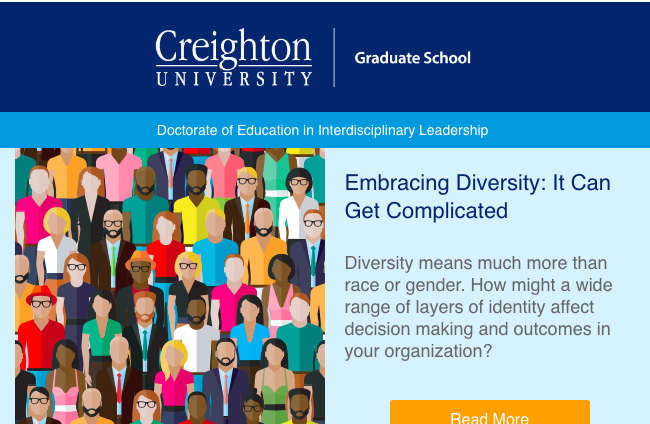 Creighton
UNIVERSITY
Graduate School
Doctorate of Education in Interdisciplinary Leadership
Embracing Diversity: It Can
Get Complicated
Diversity means much more than
race or gender. How might a wide
range of layers of identity affect
decision making and outcomes in
your organization?
Read More